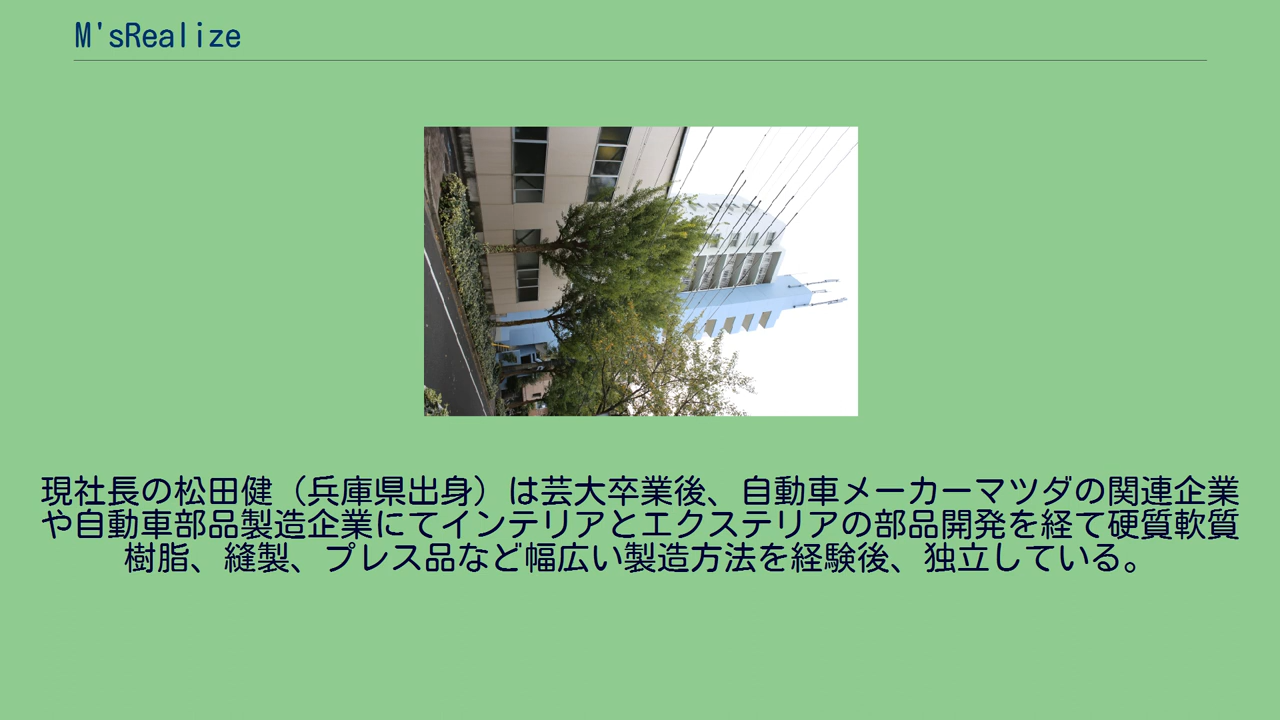 M'sRealize
現社長の松田健（兵庫県出身）は芸大卒業後、自動車メーカーマツダの関連企業
や自動車部品製造企業にてインテリアとエクステリアの部品開発を経て硬質軟質
樹脂、縫製、プレス品など幅広い製造方法を経験後、独立している。